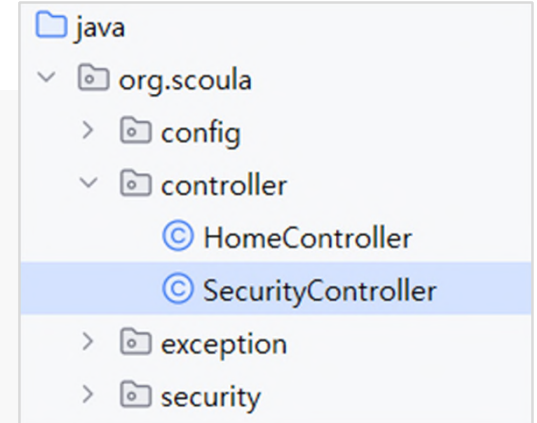 java
org.scoula
config
controller
HomeController
SecurityController
exception
security